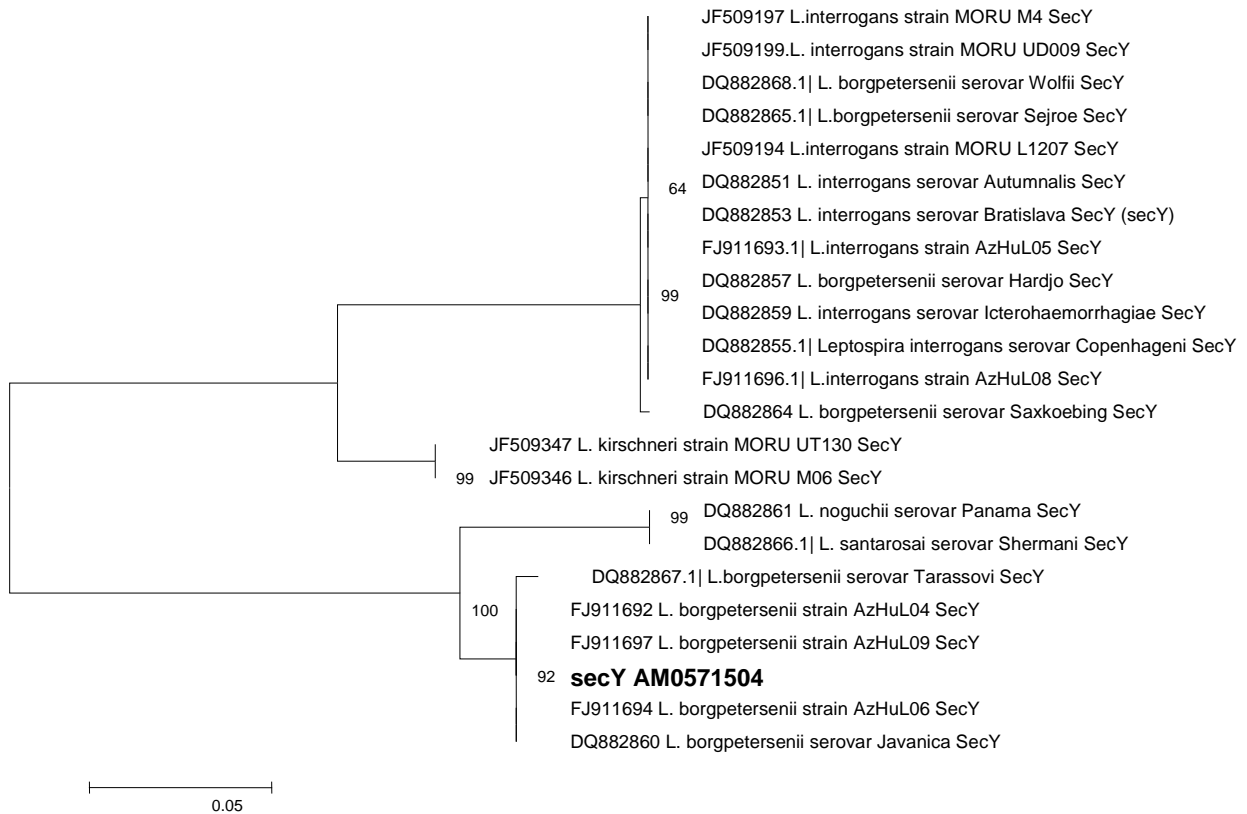 JF509197 L.interrogans strain MORU M4 SecY
JF509199.L. interrogans strain MORU UD009 SecY
DQ882868.1| L. borgpetersenii serovar Wolfii SecY
DQ882865.1| L.borgpetersenii serovar Sejroe SecY
JF509194 L.interrogans strain MORU L1207 SecY
64 DQ882851 L. interrogans serovar Autumnalis SecY
DQ882853 L. interrogans serovar Bratislava SecY (secY)
FJ911693.1| L.interrogans strain AzHuL05 SecY
DQ882857 L. borgpetersenii serovar Hardjo SecY
99
DQ882859 L. interrogans serovar Icterohaemorrhagiae SecY
DQ882855.1| Leptospira interrogans serovar Copenhageni SecY
FJ911696.1| L.interrogans strain AzHuL08 SecY
DQ882864 L. borgpetersenii serovar Saxkoebing SecY
JF509347 L. kirschneri strain MORU UT130 SecY
99 JF509346 L. kirschneri strain MORU M06 SecY
99 DQ882861 L. noguchii serovar Panama SecY
DQ882866.1| L. santarosai serovar Shermani SecY
DQ882867.1| L.borgpetersenii serovar Tarassovi SecY
100 FJ911692 L. borgpetersenii strain AzHuL04 SecY
FJ911697 L. borgpetersenii strain AzHuL09 SecY
92 secY AM0571504
FJ911694 L. borgpetersenii strain AzHuL06 SecY
DQ882860 L. borgpetersenii serovar Javanica SecY
0.05